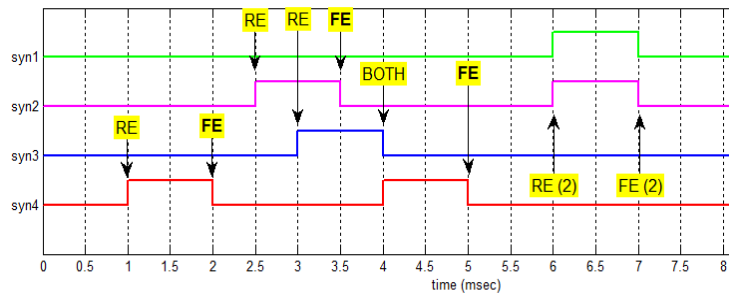 RE RE FE
syn1
BOTH FE
syn2
RE FE
syn3
RE (2) FE (2)
syn4
0 0.5 1 1.5 2 2.5 3 3.5 4 4.5 5 5.5 6 6.5 7 7.5 8
time (msec)